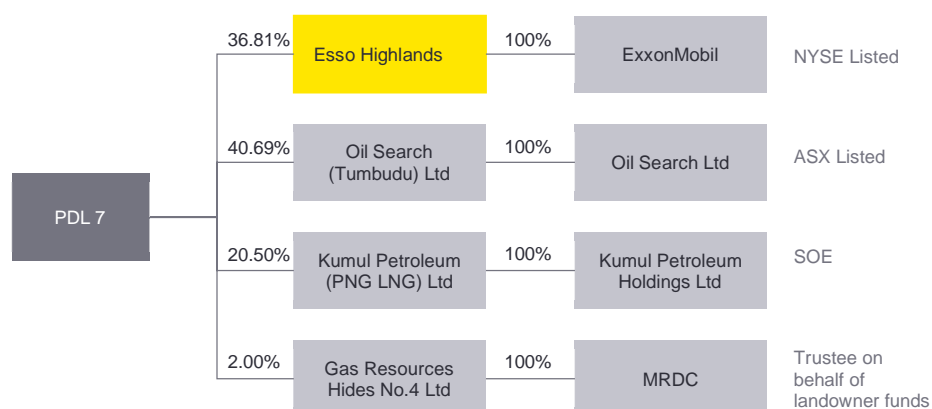 36.81%
Esso Highlands
100%
ExxonMobil
NYSE Listed
40.69%
Oil Search
(Tumbudu) Ltd
100%
Oil Search Ltd
ASX Listed
PDL 7
20.50%
Kumul Petroleum
(PNG LNG) Ltd
100%
Kumul Petroleum
Holdings Ltd
SOE
2.00%
Gas Resources
Hides No.4 Ltd
100%
MRDC
Trustee on
behalf of
landowner funds